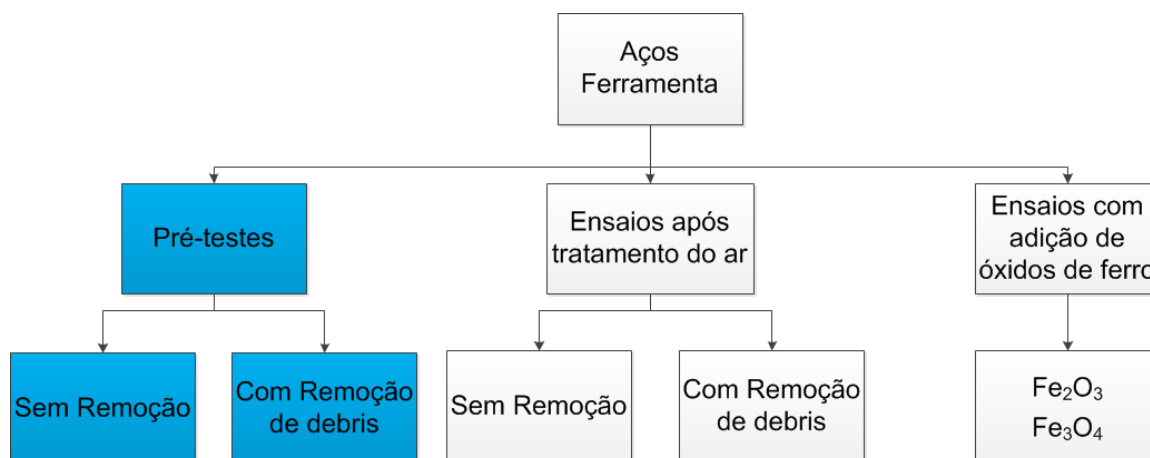 Aços
Ferramenta
Pré-testes
Ensaios após
tratamento do ar
Ensaios com
adição de
óxidos de ferro
Sem Remoção
Com Remoção
de debris
Sem Remoção
Com Remoção
de debris
Fe₂O₃
Fe₃O₄